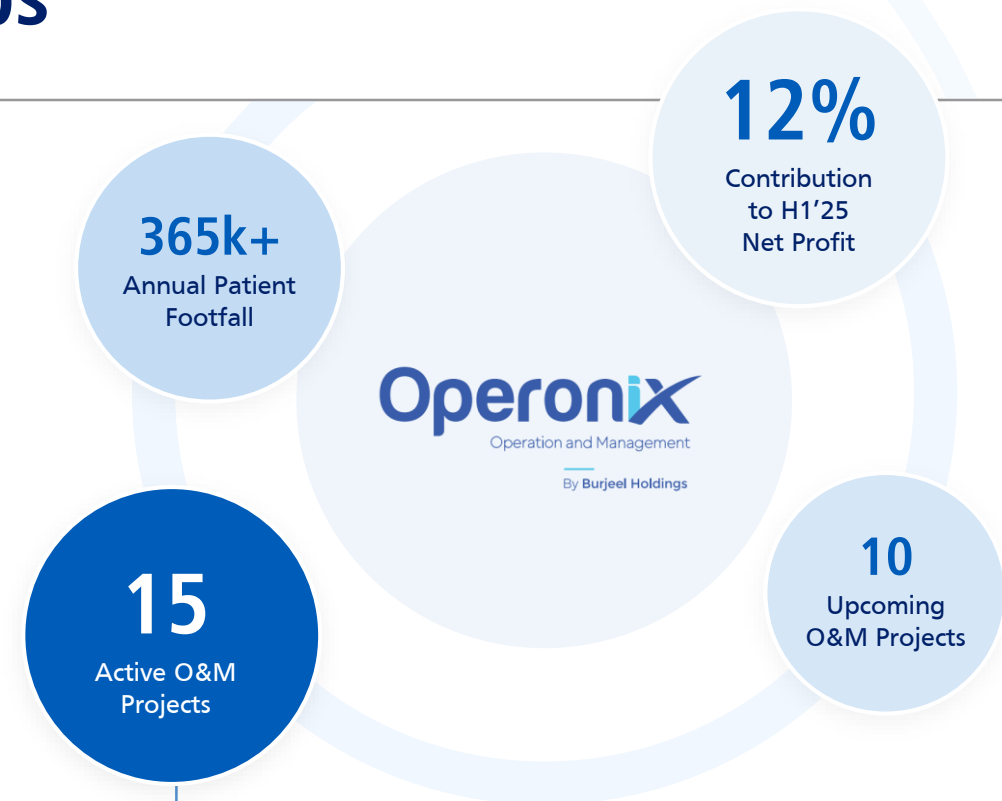 12%
Contribution
to H1’25
Net Profit
365k+
Annual Patient
Footfall
Operonix
Operation and Management
By Burjeel Holdings
15
Active O&M
Projects
10
Upcoming
O&M Projects